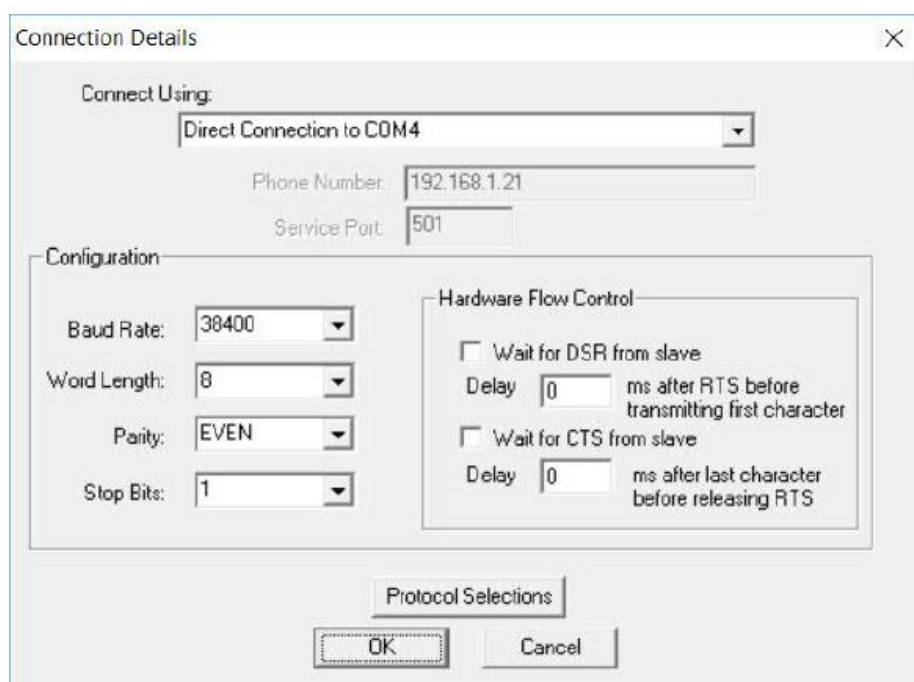 Connection Details
Connect Using:
Direct Connection to COM4
Phone Number: 192.168.1.21
Service Port: 501
Configuration
Baud Rate: 38400
Word Length: 8
Parity: EVEN
Stop Bits: 1
Hardware Flow Control
Wait for DSR from slave
Delay 0 ms after RTS before
transmitting first character
Wait for CTS from slave
Delay 0 ms after last character
before releasing RTS
Protocol Selections
OK Cancel